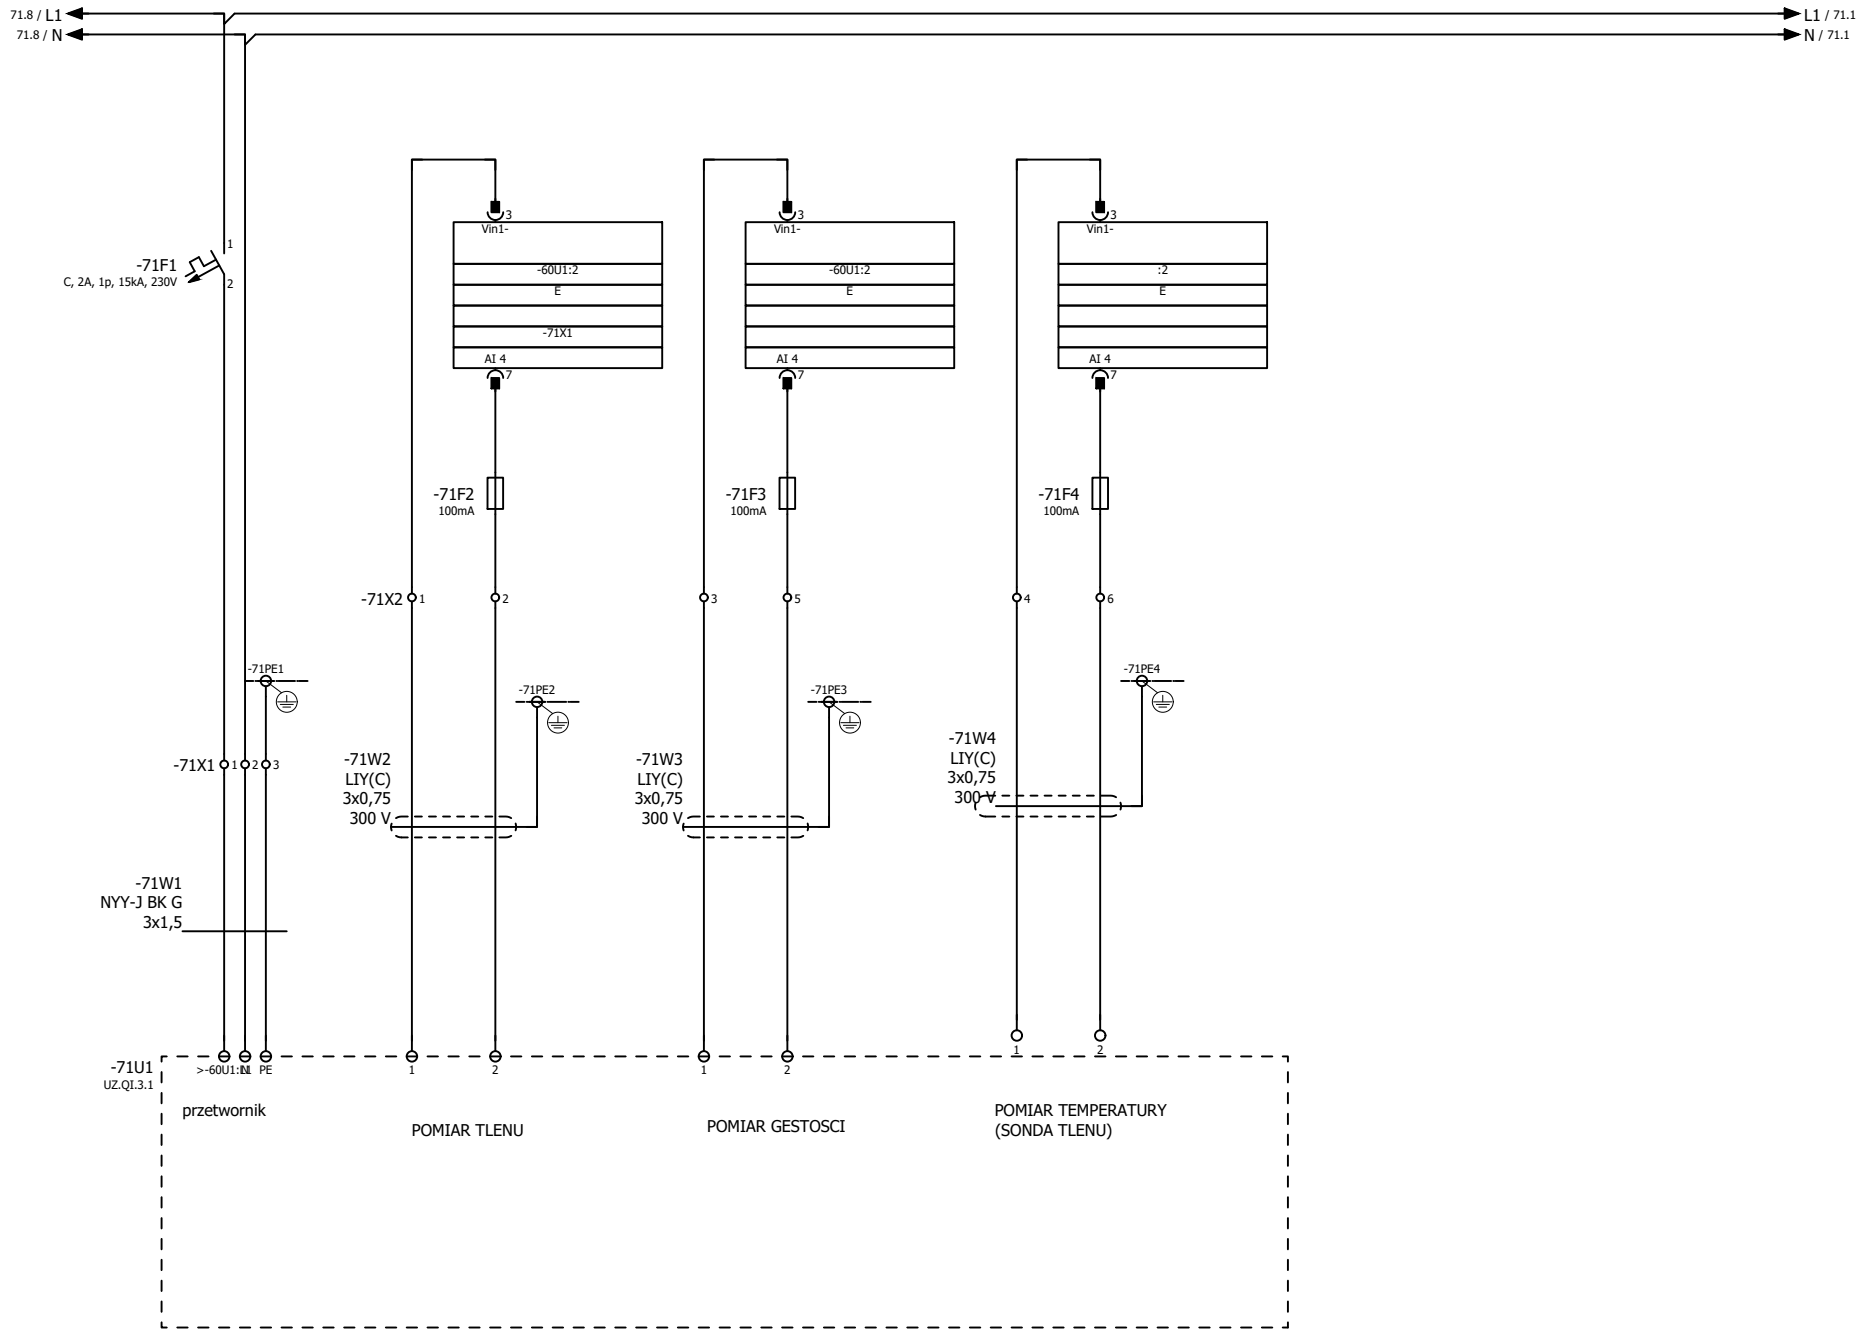 71.8 / L1
L1 / 71.1
71.8 / N
N / 71.1
3
Vin1-
3
Vin1-
3
Vin1-
1
-71F1
C, 2A, 1p, 15kA, 230V
2
-60U1:2
-60U1:2
:2
E
E
E
-71X1
AI 4
AI 4
AI 4
7
7
7
-71F2
100mA
-71F3
100mA
-71F4
100mA
-71X2
1
2
3
5
4
6
-71PE1
-71PE2
-71PE3
-71PE4
-71X1
1
2
3
-71W2
LIY(C)
3x0,75
300 V
-71W3
LIY(C)
3x0,75
300 V
-71W4
LIY(C)
3x0,75
300 V
-71W1
NYY-J BK G
3x1,5
-71U1
UZ.QI.3.1
>-60U1:L1
N
PE
1
2
1
2
1
2
przetwornik
POMIAR TLENU
POMIAR GESTOSCI
POMIAR TEMPERATURY
(SONDA TLENU)